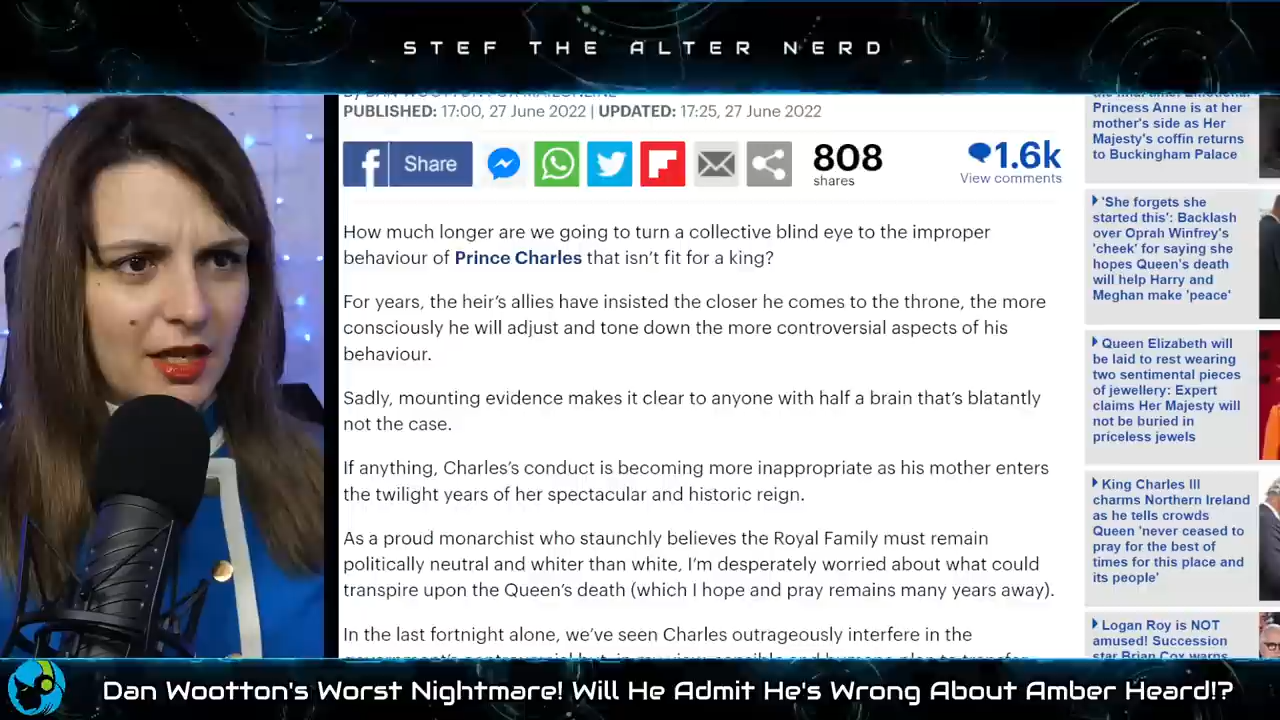 STEF THE ALTER NERD
PUBLISHED: 17:00, 27 June 2022 | UPDATED: 17:25, 27 June 2022
f Share
808
shares
1.6k
View comments
How much longer are we going to turn a collective blind eye to the improper
behaviour of Prince Charles that isn't fit for a king?
For years, the heir's allies have insisted the closer he comes to the throne, the more
consciously he will adjust and tone down the more controversial aspects of his
behaviour.
Sadly, mounting evidence makes it clear to anyone with half a brain that's blatantly
not the case.
If anything, Charles's conduct is becoming more inappropriate as his mother enters
the twilight years of her spectacular and historic reign.
As a proud monarchist who staunchly believes the Royal Family must remain
politically neutral and whiter than white, I'm desperately worried about what could
transpire upon the Queen's death (which I hope and pray remains many years away).
In the last fortnight alone, we've seen Charles outrageously interfere in the
Princess Anne is at her
mother's side as Her
Majesty's coffin returns
to Buckingham Palace
'She forgets she
started this': Backlash
over Oprah Winfrey's
'cheek' for saying she
hopes Queen's death
will help Harry and
Meghan make 'peace'
Queen Elizabeth will
be laid to rest wearing
two sentimental pieces
of jewellery: Expert
claims Her Majesty will
not be buried in
priceless jewels
King Charles III
charms Northern Ireland
as he tells crowds
Queen 'never ceased to
pray for the best of
times for this place and
its people'
Logan Roy is NOT
amused! Succession
star Brian Cox warns
Dan Wootton's Worst Nightmare! Will He Admit He's Wrong About Amber Heard!?